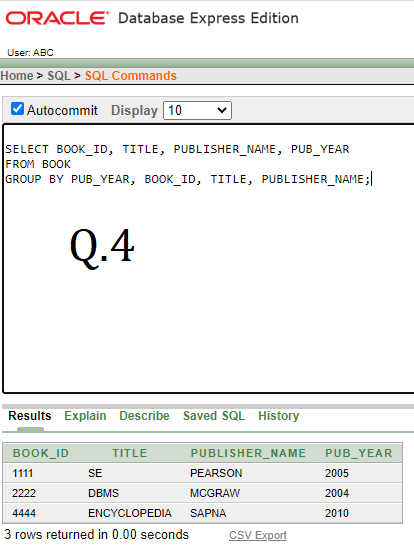 ORACLE® Database Express Edition
User: ABC
Home > SQL > SQL Commands
Autocommit Display 10
SELECT BOOK_ID, TITLE, PUBLISHER_NAME, PUB_YEAR
FROM BOOK
GROUP BY PUB_YEAR, BOOK_ID, TITLE, PUBLISHER_NAME;
Q.4
Results Explain Describe Saved SQL History
BOOK_ID TITLE PUBLISHER_NAME PUB_YEAR
1111 SE PEARSON 2005
2222 DBMS MCGRAW 2004
4444 ENCYCLOPEDIA SAPNA 2010
3 rows returned in 0.00 seconds CSV Export